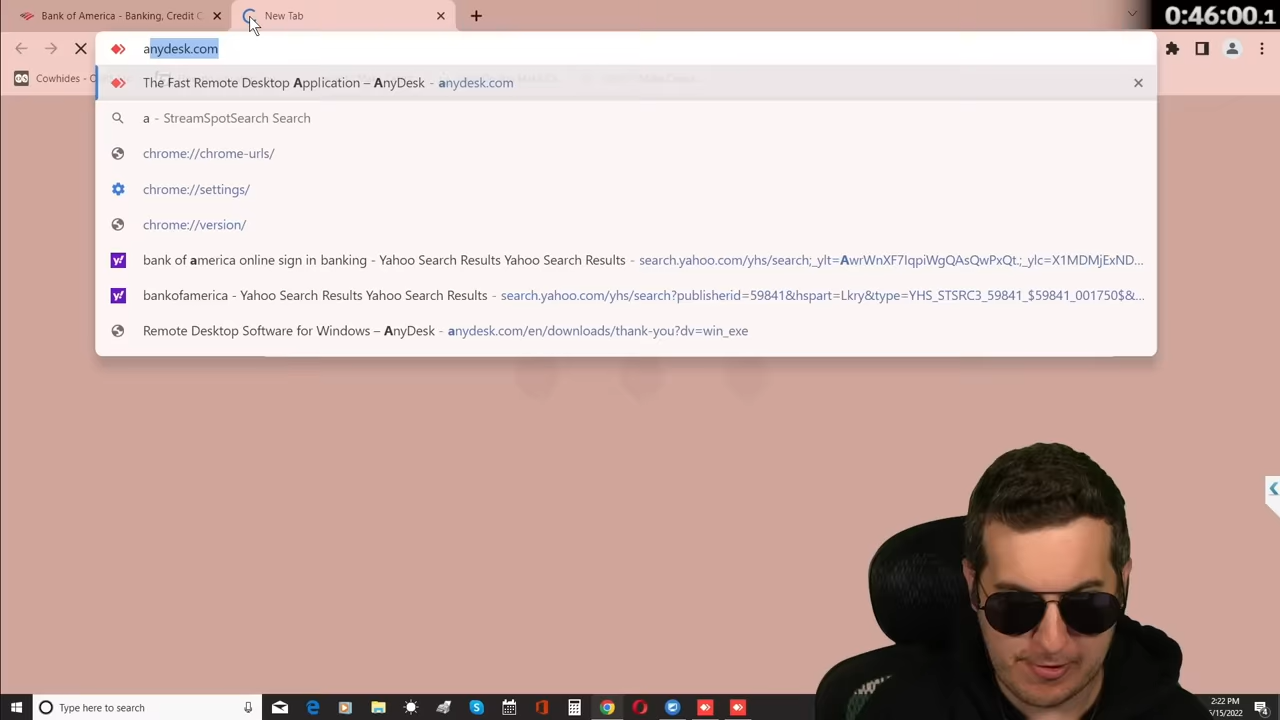 Bank of America - Banking, Credit C
New Tab
0:46:00.1
anydesk.com
Cowhides -
The Fast Remote Desktop Application – AnyDesk - anydesk.com
a - StreamSpotSearch Search
chrome://chrome-urls/
chrome://settings/
chrome://version/
bank of america online sign in banking - Yahoo Search Results Yahoo Search Results - search.yahoo.com/yhs/search;_ylt=AwrWnXF7IqpiWgQAsQwPxQt.;_ylc=X1MDMjExND...
bankofamerica - Yahoo Search Results Yahoo Search Results - search.yahoo.com/yhs/search?publisherid=59841&hspart=Lkry&type=YHS_STSRC3_59841_$59841_001750$&...
Remote Desktop Software for Windows – AnyDesk - anydesk.com/en/downloads/thank-you?dv=win_exe
Type here to search
2:22 PM
/15/2022
4